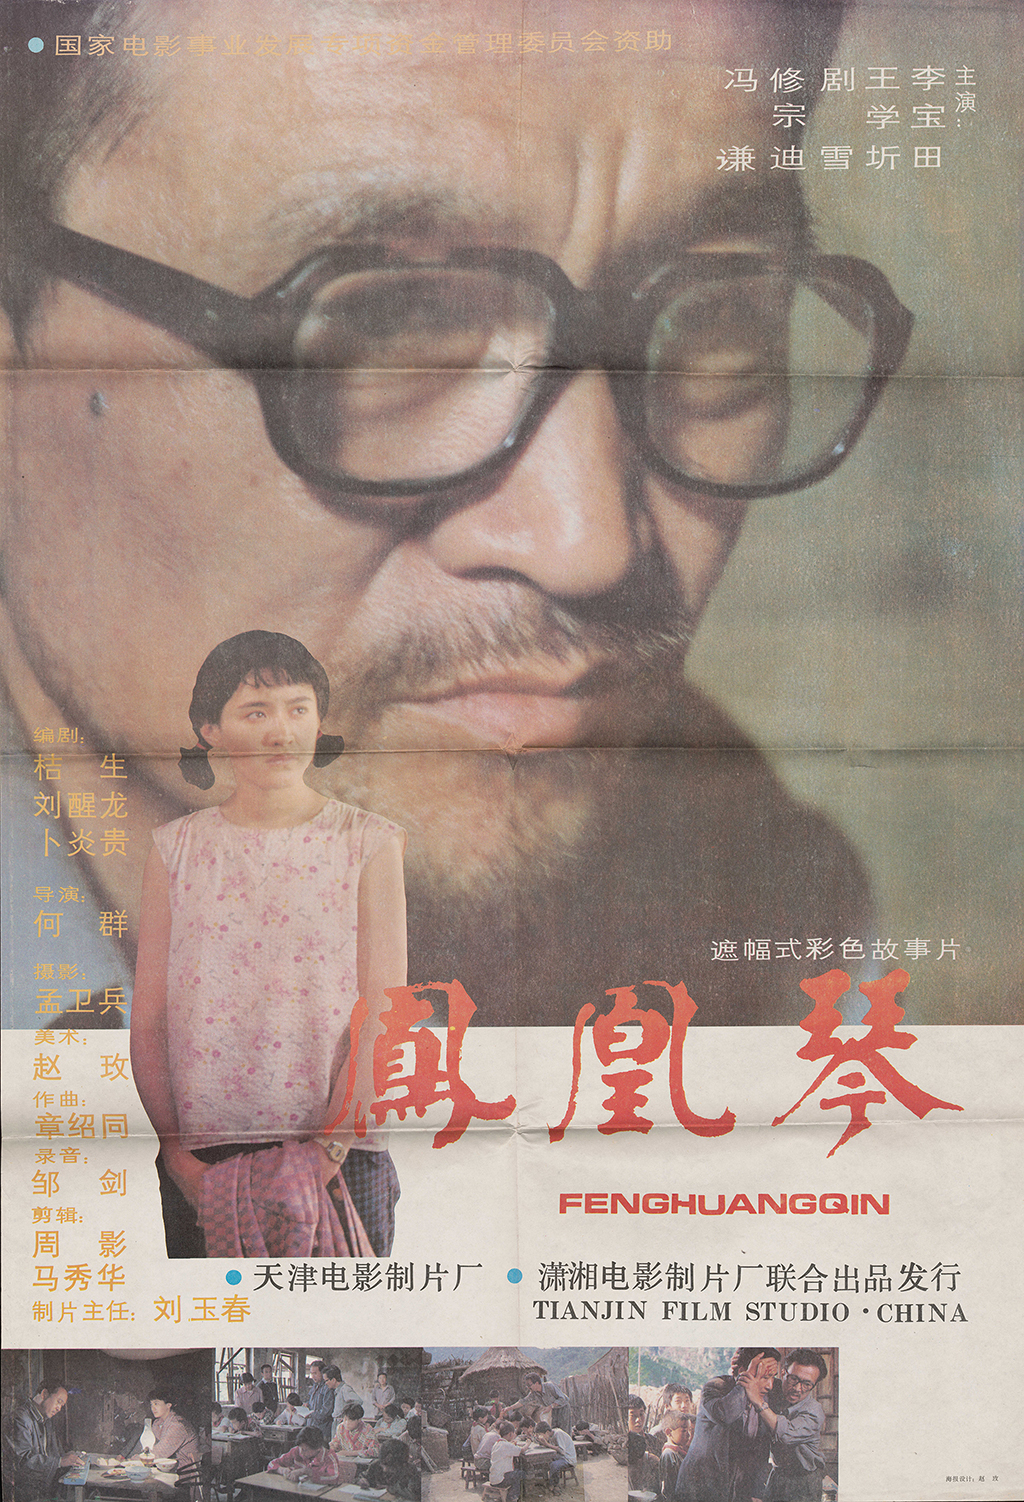 国家电影事业发展专项资金管理委员会资助
主演:
李宝田
王学圻
剧雪
修宗迪
冯谦
编剧:
桔生
刘醒龙
卜炎贵
导演:
何群
摄影:
孟卫兵
美术:
赵玫
作曲:
章绍同
录音:
邹剑
剪辑:
周影
马秀华
制片主任: 刘玉春
遮幅式彩色故事片
鳳凰琴
FENGHUANGQIN
●天津电影制片厂 ●潇湘电影制片厂联合出品发行
TIANJIN FILM STUDIO·CHINA
海报设计: 赵玫